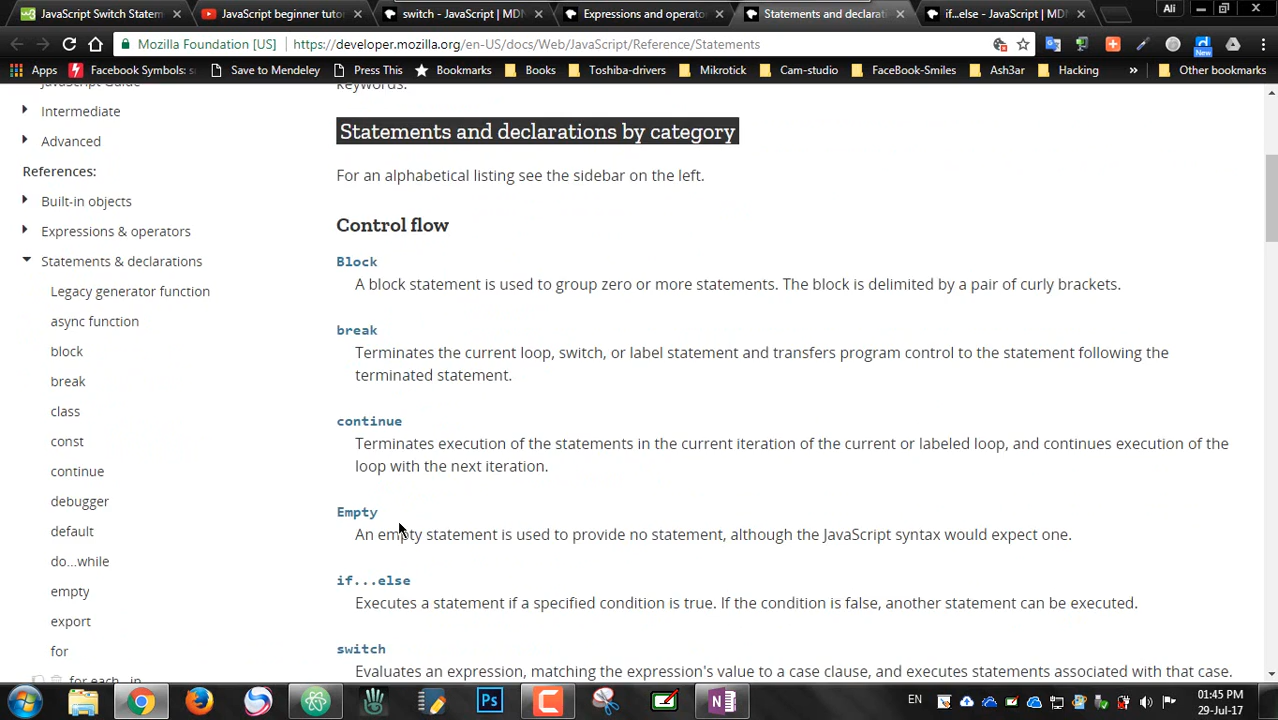 JavaScript Switch Statem
JavaScript beginner tuto
switch - JavaScript | MD
Expressions and operato
Statements and declarati
if...else - JavaScript | MD
Ali
Mozilla Foundation [US]
https://developer.mozilla.org/en-US/docs/Web/JavaScript/Reference/Statements
New
Apps
Facebook Symbols: s
Save to Mendeley
Press This
Bookmarks
Books
Toshiba-drivers
Mikrotick
Cam-studio
FaceBook-Smiles
Ash3ar
Hacking
»
Other bookmarks
JavaScript Guide
Intermediate
Advanced
References:
Built-in objects
Expressions & operators
Statements & declarations
Legacy generator function
async function
block
break
class
const
continue
debugger
default
do...while
empty
export
for
for each...in
keywords.
Statements and declarations by category
For an alphabetical listing see the sidebar on the left.
Control flow
Block
A block statement is used to group zero or more statements. The block is delimited by a pair of curly brackets.
break
Terminates the current loop, switch, or label statement and transfers program control to the statement following the
terminated statement.
continue
Terminates execution of the statements in the current iteration of the current or labeled loop, and continues execution of the
loop with the next iteration.
Empty
An empty statement is used to provide no statement, although the JavaScript syntax would expect one.
if...else
Executes a statement if a specified condition is true. If the condition is false, another statement can be executed.
switch
Evaluates an expression, matching the expression's value to a case clause, and executes statements associated with that case.
Ps
N
EN
01:45 PM
29-Jul-17